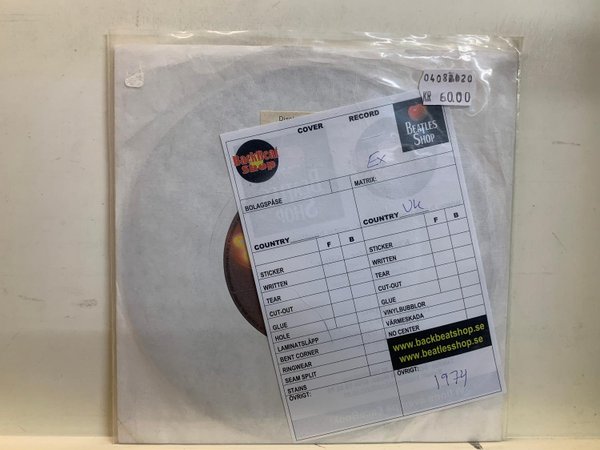 04082020
KR 60.00
COVER
RECORD
Backbeat
shop
BEATLES
SHOP
Ex
BOLAGSPÅSE
MATRIX:
UK
COUNTRY
COUNTRY
F B
F B
STICKER
WRITTEN
TEAR
CUT-OUT
GLUE
HOLE
LAMINATSLÄPP
BENT CORNER
RINGWEAR
SEAM SPLIT
STAINS
ÖVRIGT:
STICKER
WRITTEN
TEAR
CUT-OUT
GLUE
VINYLBUBBLOR
VÄRMESKADA
NO CENTER
www.backbeatshop.se
www.beatlesshop.se
ÖVRIGT:
1974